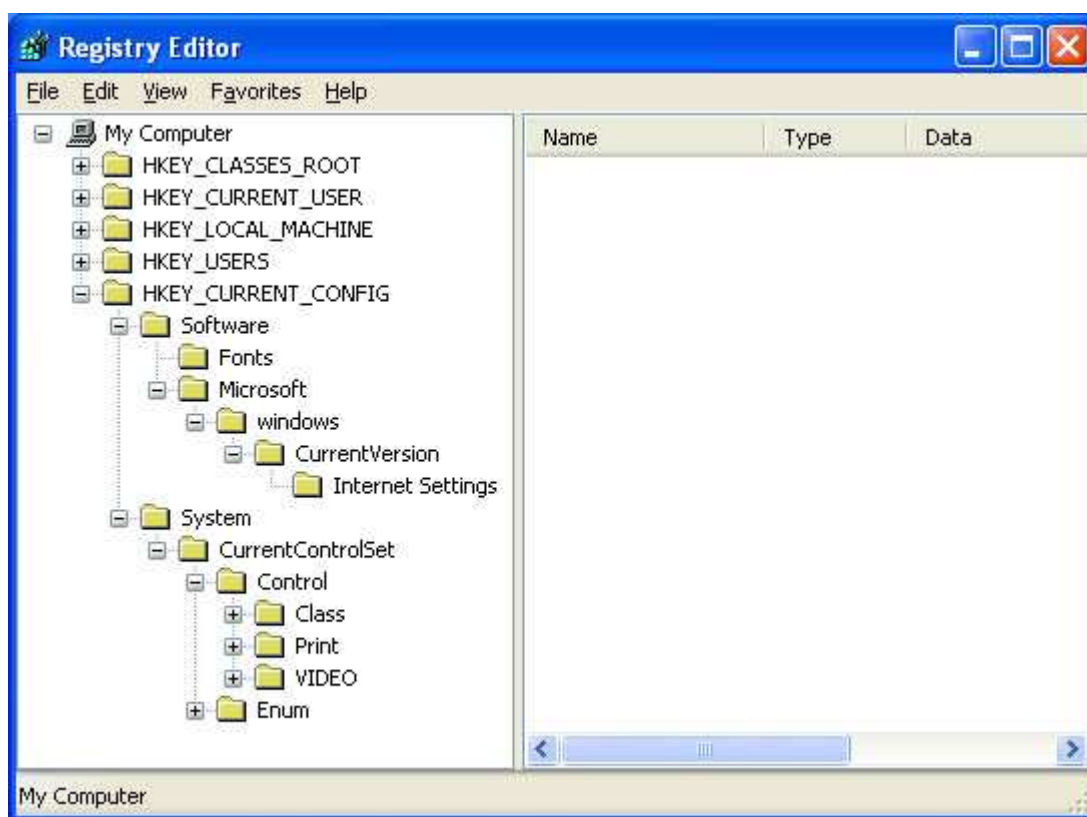 Registry Editor
File Edit View Favorites Help
My Computer
HKEY_CLASSES_ROOT
HKEY_CURRENT_USER
HKEY_LOCAL_MACHINE
HKEY_USERS
HKEY_CURRENT_CONFIG
Software
Fonts
Microsoft
windows
CurrentVersion
Internet Settings
System
CurrentControlSet
Control
Class
Print
VIDEO
Enum
Name Type Data
My Computer